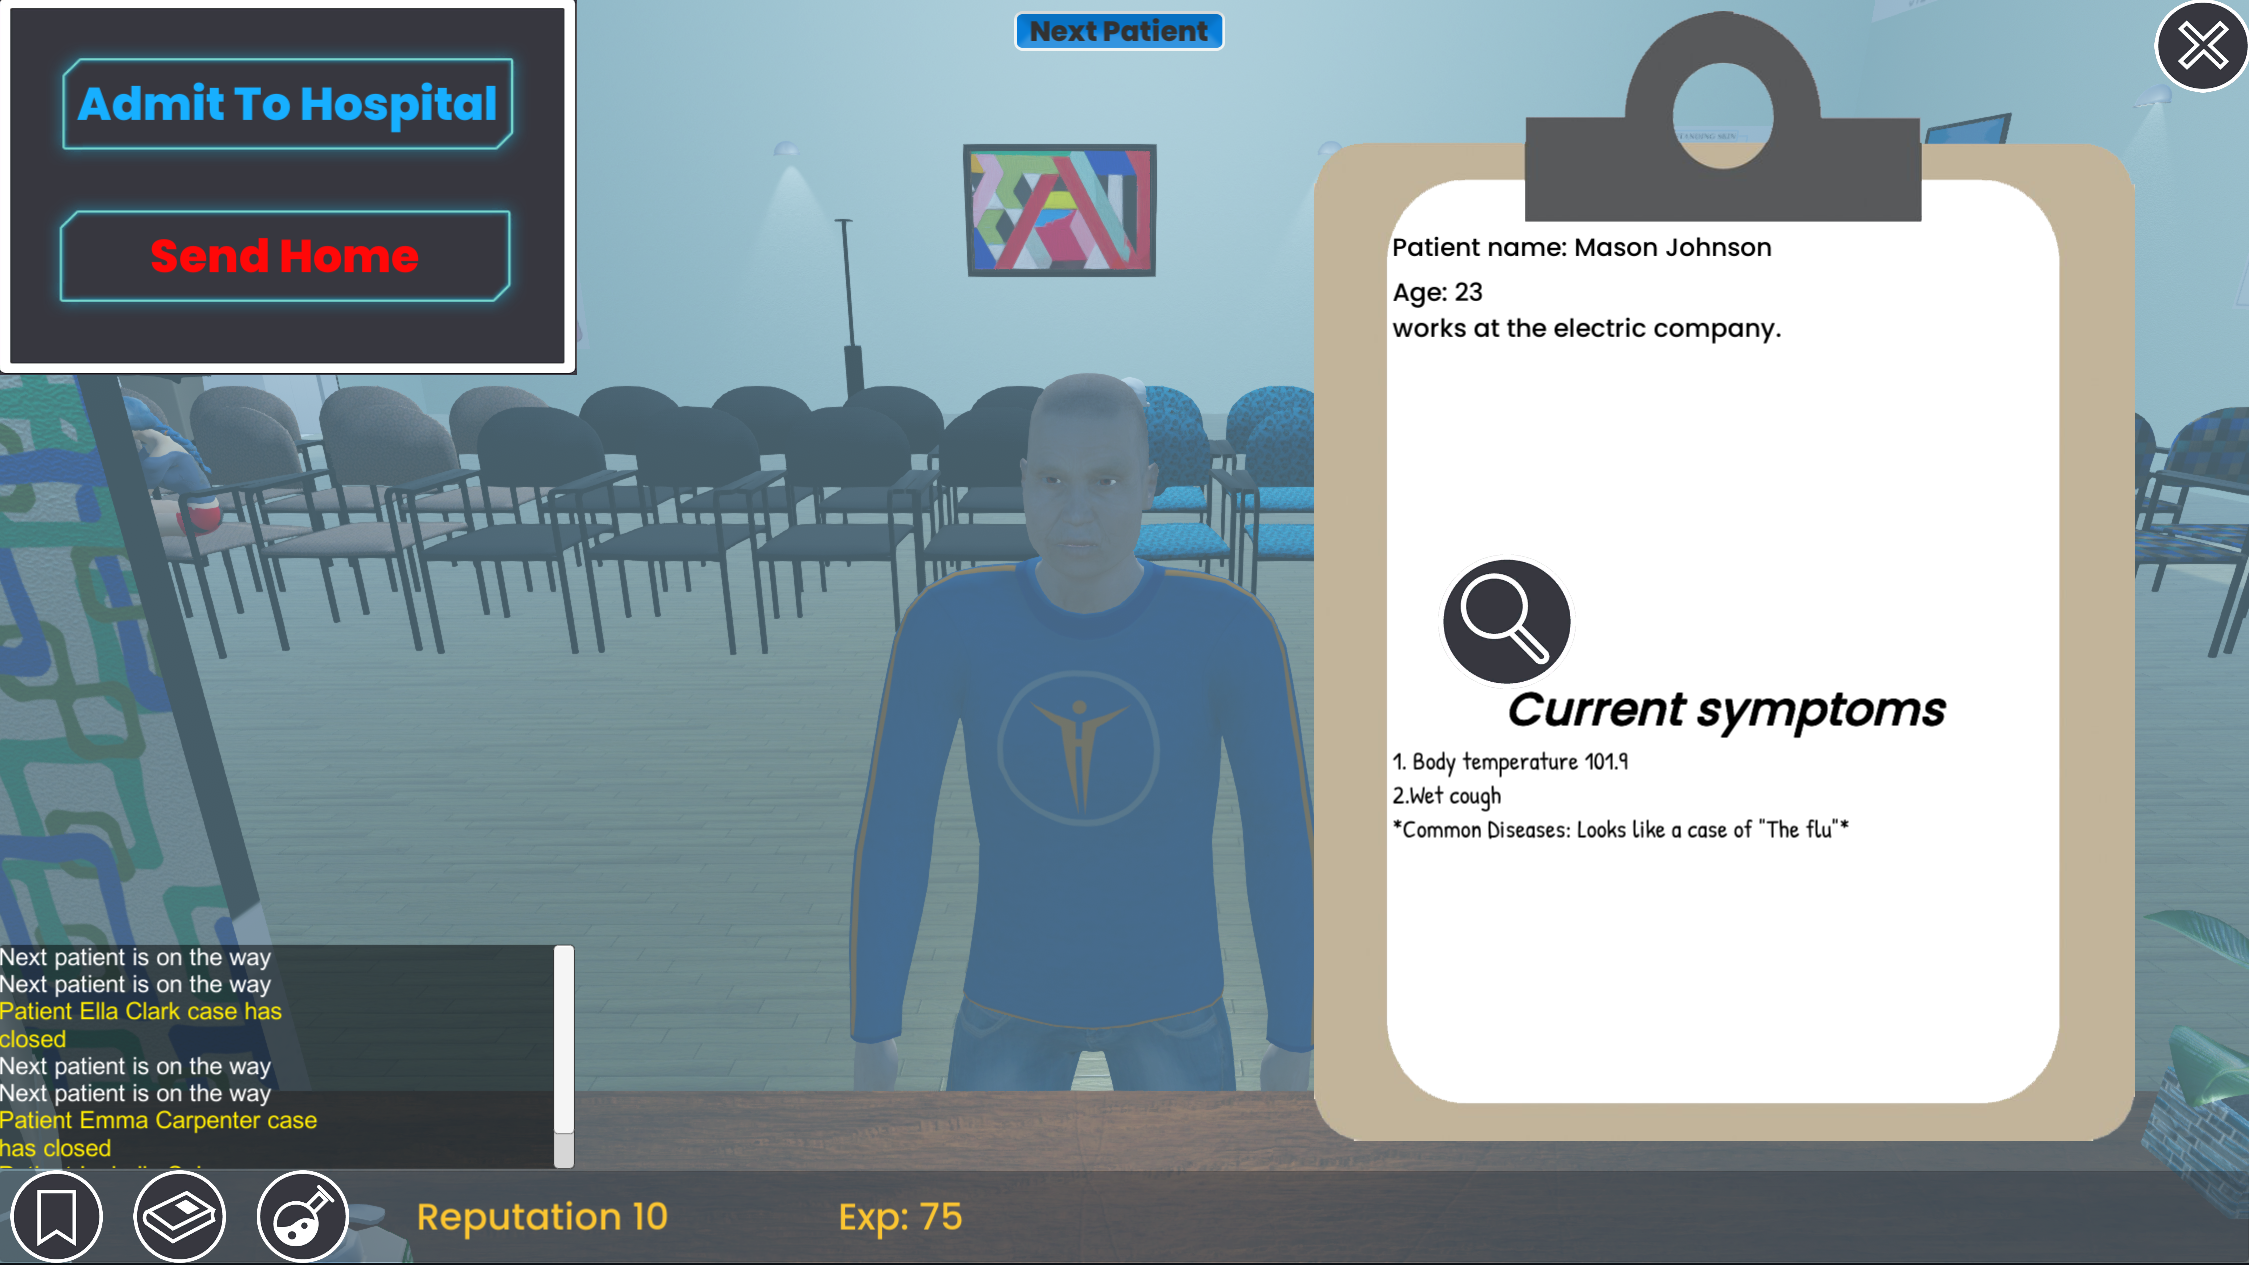 Admit To Hospital
Send Home
Next Patient
Patient name: Mason Johnson
Age: 23
works at the electric company.
Current symptoms
1. Body temperature 101.9
2.Wet cough
*Common Diseases: Looks like a case of "The flu"*
Next patient is on the way
Next patient is on the way
Patient Ella Clark case has
closed
Next patient is on the way
Next patient is on the way
Patient Emma Carpenter case
has closed
Reputation 10
Exp: 75